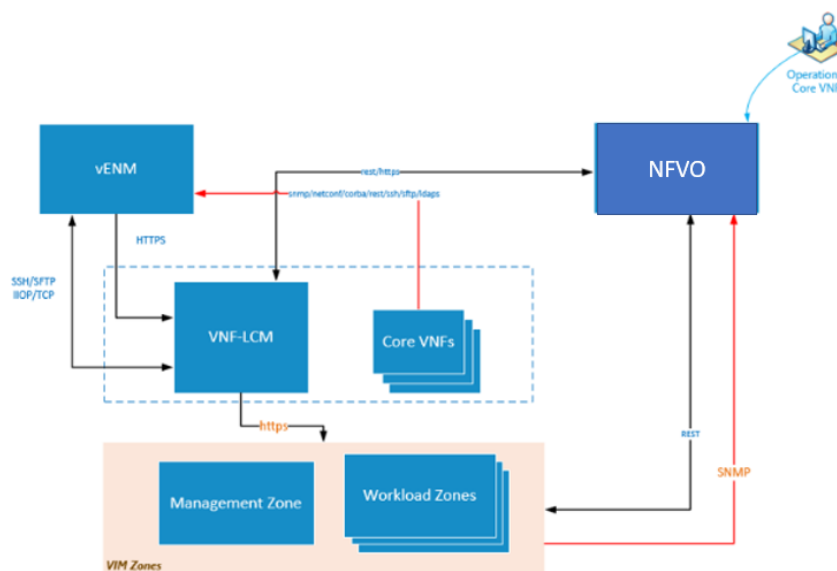 Operation
Core VNF
vENM
NFVO
rest/https
snmp/netconf/corba/rest/ssh/sftp/ldaps
HTTPS
SSH/SFTP
IIOP/TCP
VNF-LCM
Core VNFs
https
REST
SNMP
Management Zone
Workload Zones
VIM Zones